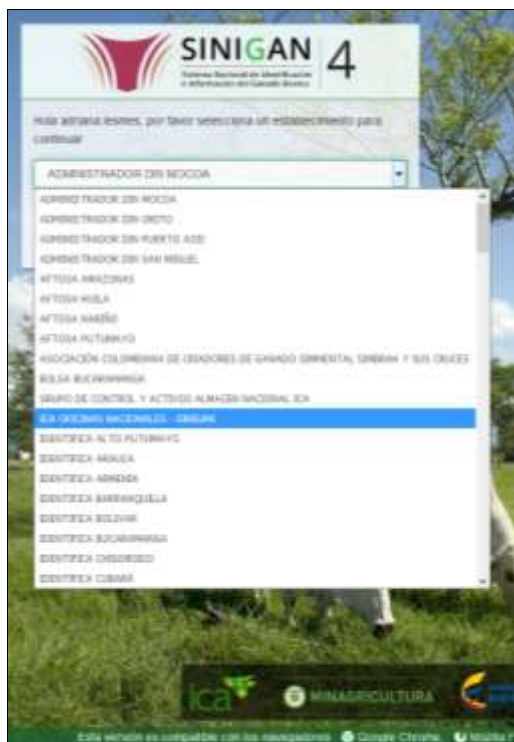 SINIGAN 4
Sistema Nacional de Identificación
e Información del Ganado Bovino
Hola adriana lesmes, por favor selecciona un establecimiento para
continuar
ADMINISTRADOR DIN MOCOA
ADMINISTRADOR DIN MOCOA
ADMINISTRADOR DIN ORITO
ADMINISTRADOR DIN PUERTO ASIS
ADMINISTRADOR DIN SAN MIGUEL
AFTOSA AMAZONAS
AFTOSA HUILA
AFTOSA NARIÑO
AFTOSA PUTUMAYO
ASOCIACIÓN COLOMBIANA DE CRIADORES DE GANADO SIMMENTAL SIMBRAH Y SUS CRUCES
BOLSA BUCARAMANGA
GRUPO DE CONTROL Y ACTIVOS ALMACEN NACIONAL ICA
ICA OFICINAS NACIONALES -
IDENTIFICA ALTO PUTUMAYO
IDENTIFICA ARAUCA
IDENTIFICA ARMENIA
IDENTIFICA BARRANQUILLA
IDENTIFICA BOLIVAR
IDENTIFICA BUCARAMANGA
IDENTIFICA CHIGORODO
IDENTIFICA CUBARÁ
ica MINAGRICULTURA
Esta versión es compatible con los navegadores Google Chrome, Mozilla F